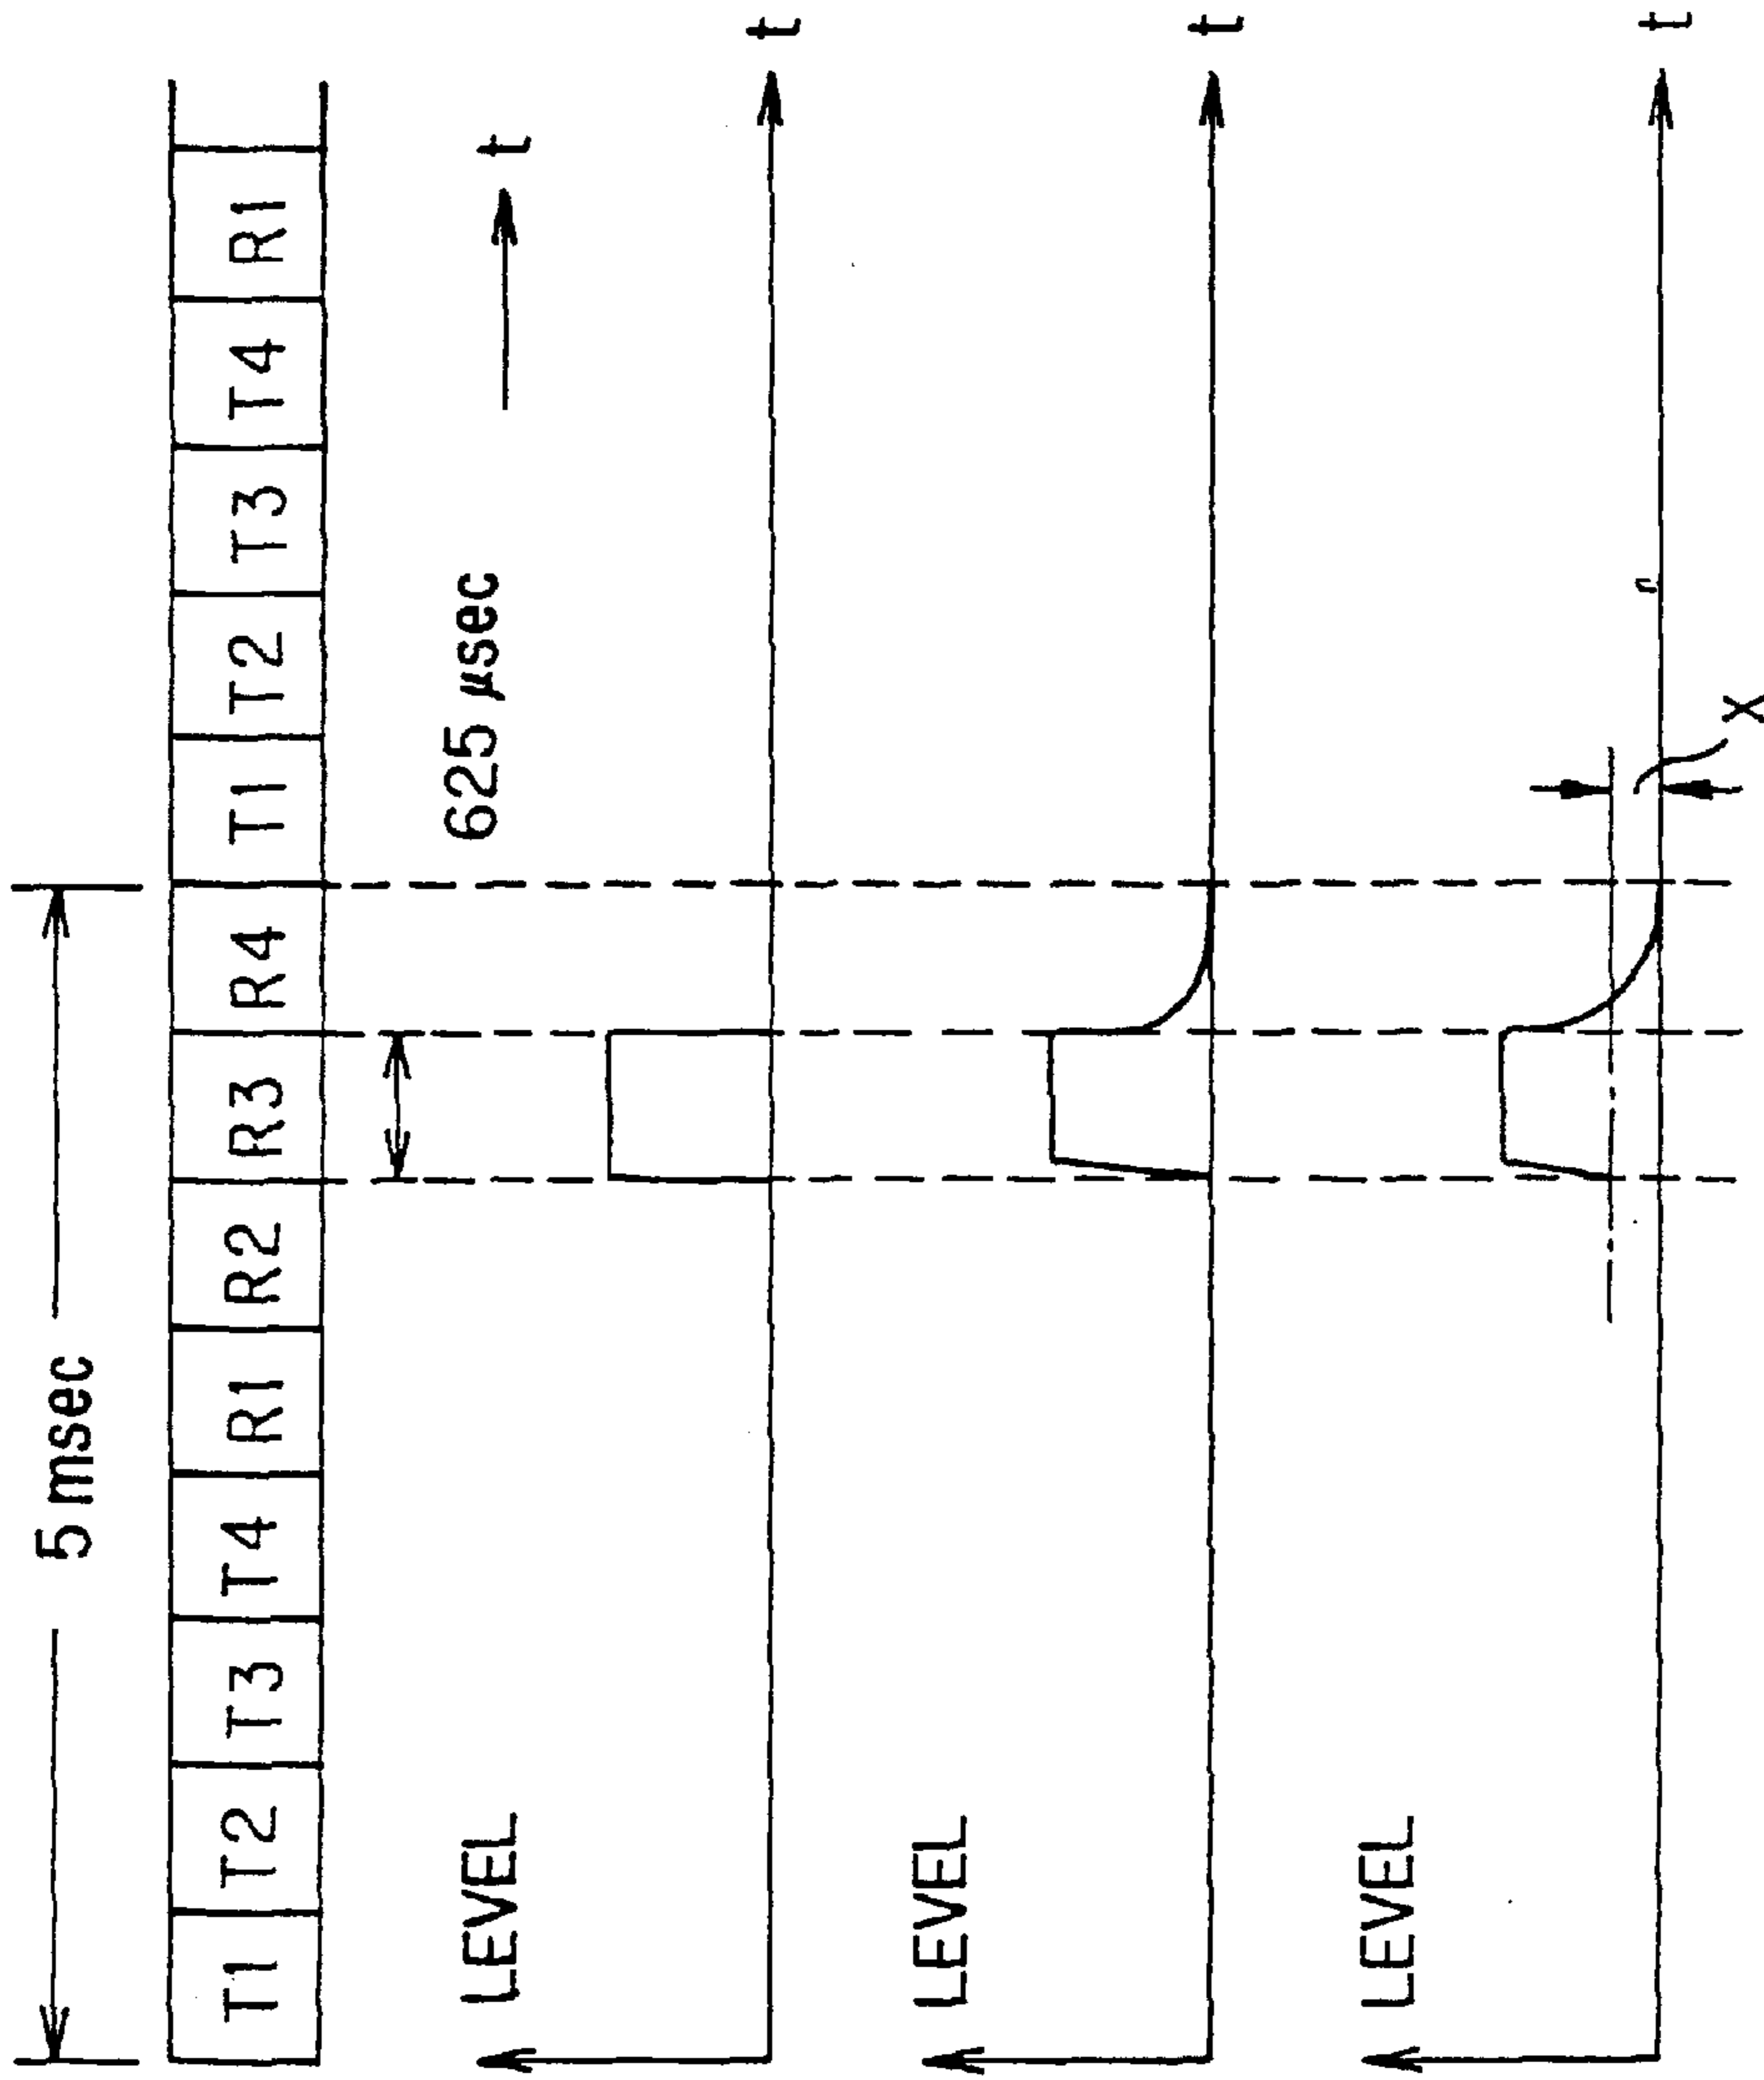 5 msec
T1 T2 T3 T4 R1 R2 R3 R4 T1 T2 T3 T4 R1
625 μsec
t
LEVEL
t
LEVEL
t
LEVEL
t
X